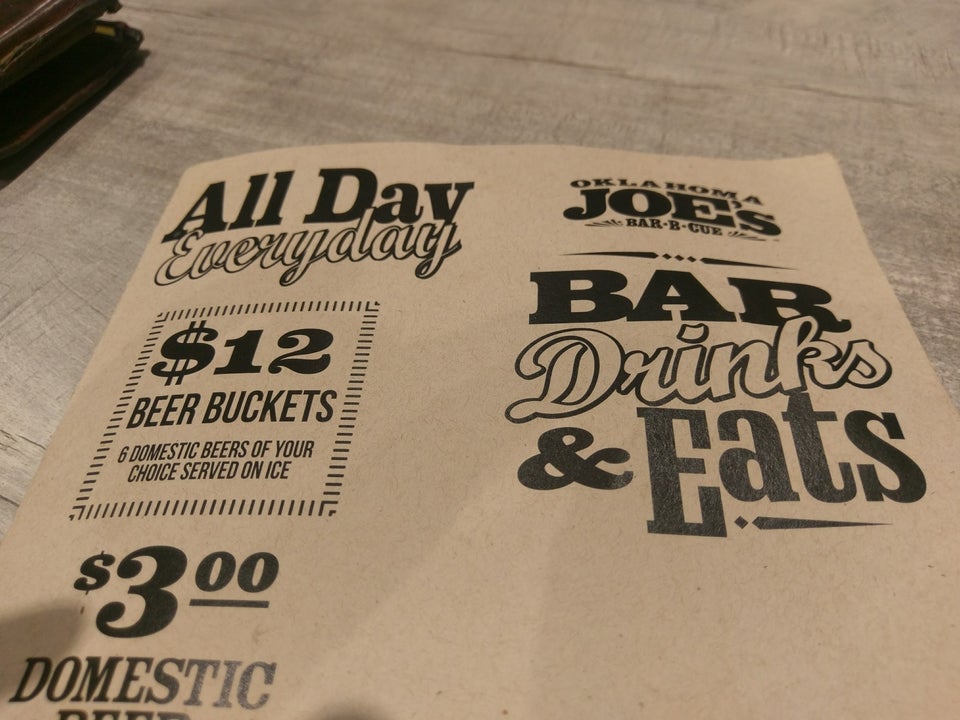 All Day
Everyday
$12
BEER BUCKETS
6 DOMESTIC BEERS OF YOUR
CHOICE SERVED ON ICE
$3.00
DOMESTIC
BEER
OKLAHOMA
JOE'S
BAR-B-CUE
BAR
Drinks
& Eats